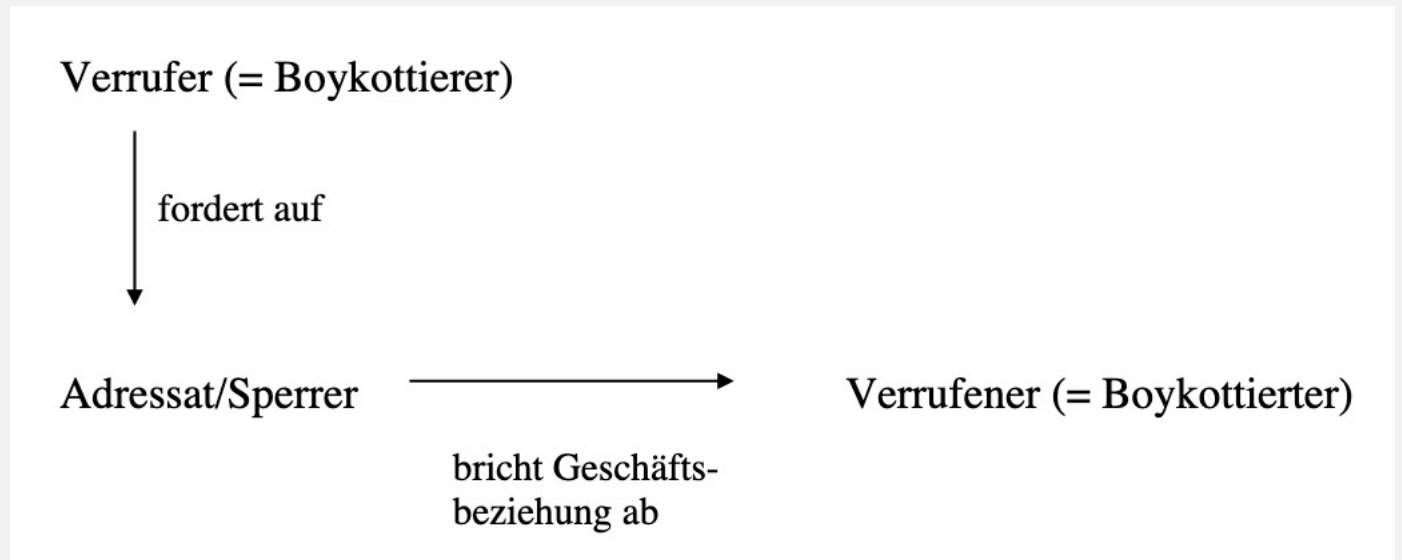 Verrufer (= Boykottierer)
fordert auf
Adressat/Sperrer
Verrufener (= Boykottierter)
bricht Geschäfts-
beziehung ab